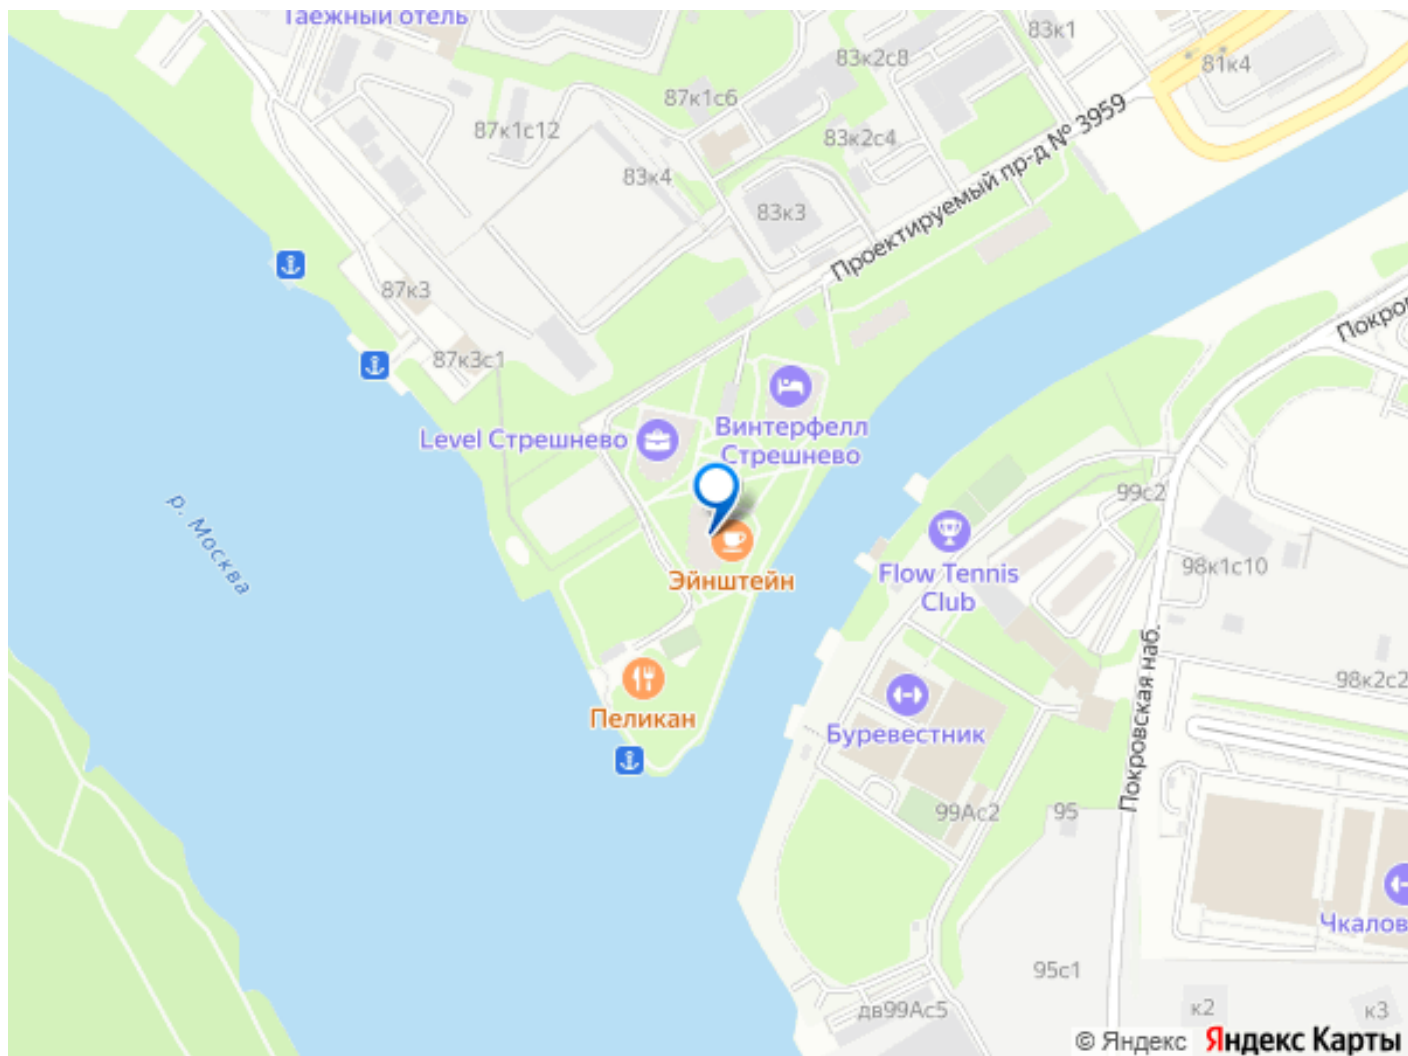 Таёжный отель
83к1
83к2с8
81к4
87к1с6
87к1с12
83к2с4
Проектируемый пр-д № 3959
83к4
83к3
87к3
Покров
87к3с1
Level Стрешнево
Винтерфелл
Стрешнево
р. Москва
99с2
Эйнштейн
Flow Tennis
Club
98к1с10
Покровская наб.
98к2с2
Пеликан
Буревестник
99Ас2
95
Чкалов
95с1
дв99Ас5
к2
к3
© Яндекс Яндекс Карты